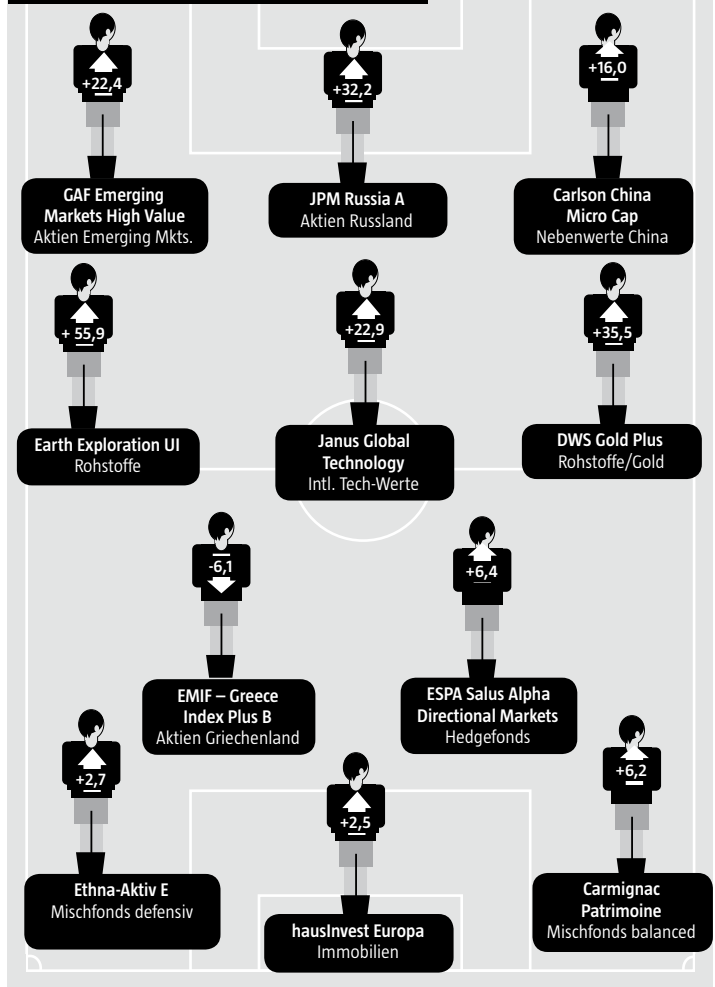 +22,4
GAF Emerging
Markets High Value
Aktien Emerging Mkts.
+32,2
JPM Russia A
Aktien Russland
+16,0
Carlson China
Micro Cap
Nebenwerte China
+ 55,9
Earth Exploration UI
Rohstoffe
+22,9
Janus Global
Technology
Intl. Tech-Werte
+35,5
DWS Gold Plus
Rohstoffe/Gold
-6,1
EMIF – Greece
Index Plus B
Aktien Griechenland
+6,4
ESPA Salus Alpha
Directional Markets
Hedgefonds
+2,7
Ethna-Aktiv E
Mischfonds defensiv
+2,5
hausInvest Europa
Immobilien
+6,2
Carmignac
Patrimoine
Mischfonds balanced